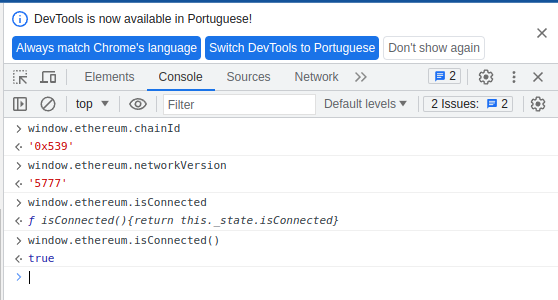 DevTools is now available in Portuguese!
Always match Chrome's language Switch DevTools to Portuguese Don't show again
Elements Console Sources Network 2
top Filter Default levels 2 Issues: 2
window.ethereum.chainId
'0x539'
window.ethereum.networkVersion
'5777'
window.ethereum.isConnected
ƒ isConnected(){return this._state.isConnected}
window.ethereum.isConnected()
true